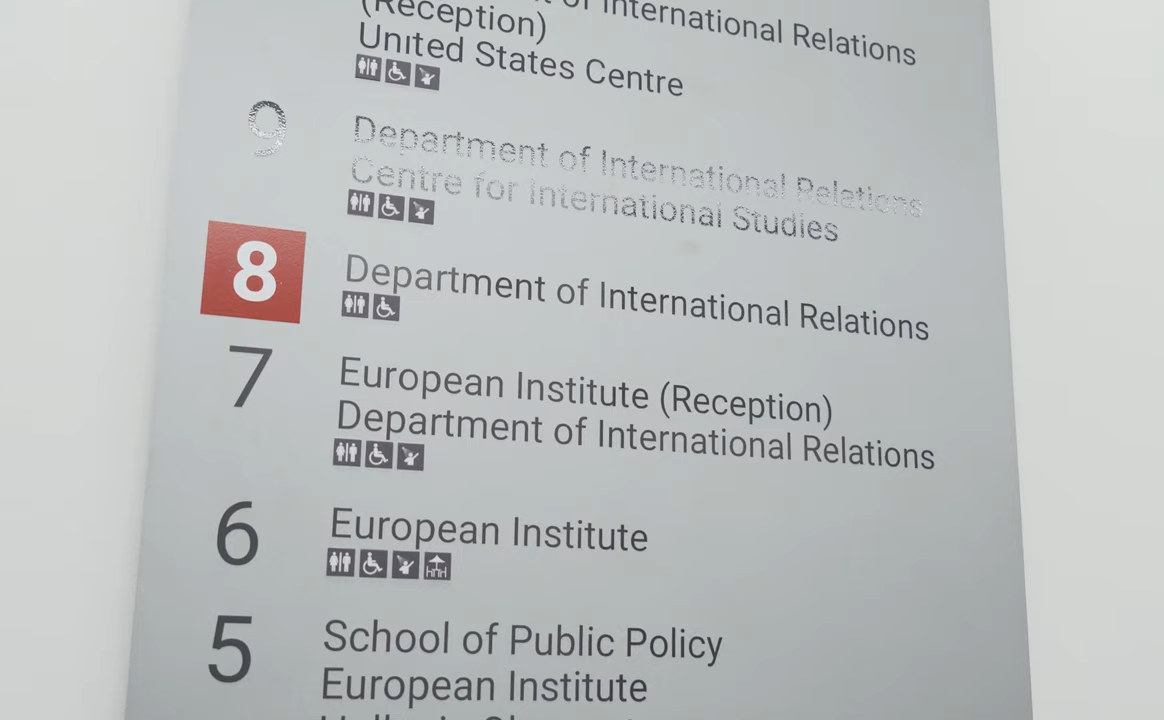 of International Relations
(Reception)
United States Centre
9 Department of International Relations
Centre for International Studies
8 Department of International Relations
7 European Institute (Reception)
Department of International Relations
6 European Institute
5 School of Public Policy
European Institute